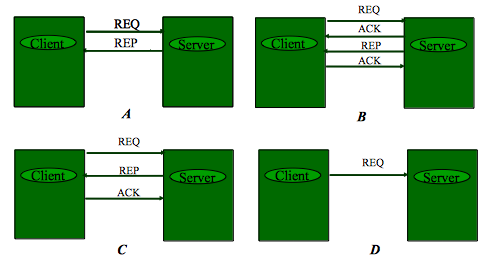 REQ
Client
REP
Server
A
REQ
ACK
Client
REP
Server
ACK
B
REQ
Client
REP
Server
ACK
C
REQ
Client
Server
D